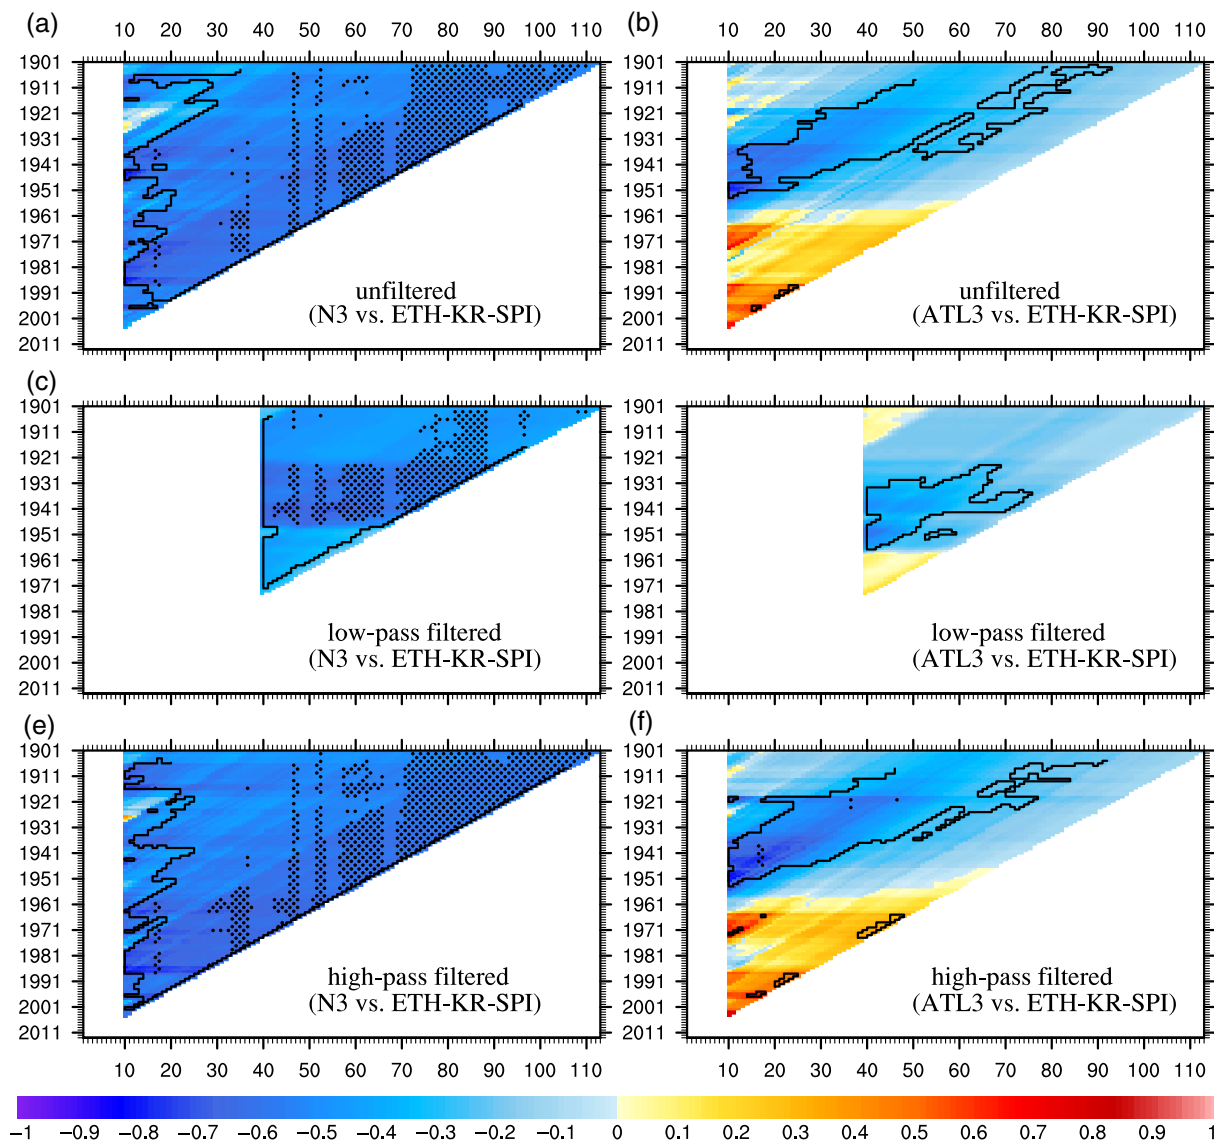 (a) (b)
10 20 30 40 50 60 70 80 90 100 110 10 20 30 40 50 60 70 80 90 100 110
1901 1901
1911 1911
1921 1921
1931 1931
1941 1941
1951 1951
1961 1961
1971 1971
1981 1981
1991 unfiltered 1991 unfiltered
2001 (N3 vs. ETH-KR-SPI) 2001 (ATL3 vs. ETH-KR-SPI)
2011 2011
(c)
1901 1901
1911 1911
1921 1921
1931 1931
1941 1941
1951 1951
1961 1961
1971 1971
1981 1981
1991 low-pass filtered 1991 low-pass filtered
2001 (N3 vs. ETH-KR-SPI) 2001 (ATL3 vs. ETH-KR-SPI)
2011 2011
(e) (f)
1901 1901
1911 1911
1921 1921
1931 1931
1941 1941
1951 1951
1961 1961
1971 1971
1981 1981
1991 high-pass filtered 1991 high-pass filtered
2001 (N3 vs. ETH-KR-SPI) 2001 (ATL3 vs. ETH-KR-SPI)
2011 2011
10 20 30 40 50 60 70 80 90 100 110 10 20 30 40 50 60 70 80 90 100 110
−1 −0.9 −0.8 −0.7 −0.6 −0.5 −0.4 −0.3 −0.2 −0.1 0 0.1 0.2 0.3 0.4 0.5 0.6 0.7 0.8 0.9 1